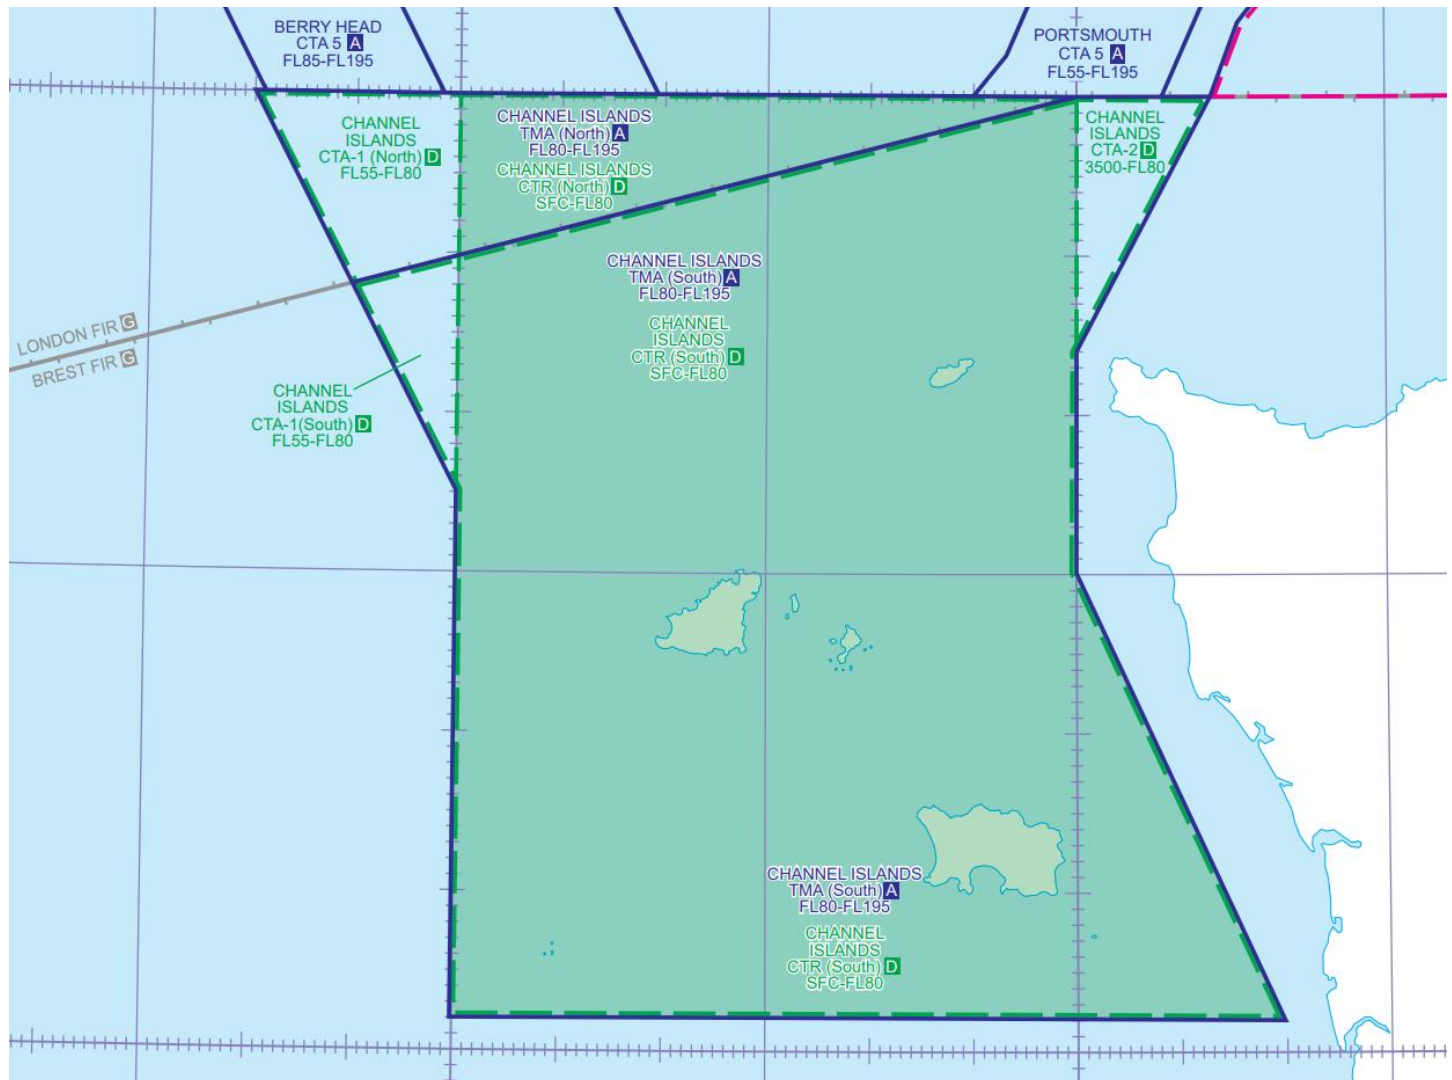 BERRY HEAD
CTA 5 A
FL85-FL195
PORTSMOUTH
CTA 5 A
FL55-FL195
CHANNEL
ISLANDS
CTA-1 (North) D
FL55-FL80
CHANNEL ISLANDS
TMA (North) A
FL80-FL195
CHANNEL ISLANDS
CTR (North) D
SFC-FL80
CHANNEL
ISLANDS
CTA-2 D
3500-FL80
CHANNEL ISLANDS
TMA (South) A
FL80-FL195
CHANNEL
ISLANDS
CTR (South) D
SFC-FL80
LONDON FIR G
BREST FIR G
CHANNEL
ISLANDS
CTA-1(South) D
FL55-FL80
CHANNEL ISLANDS
TMA (South) A
FL80-FL195
CHANNEL
ISLANDS
CTR (South) D
SFC-FL80